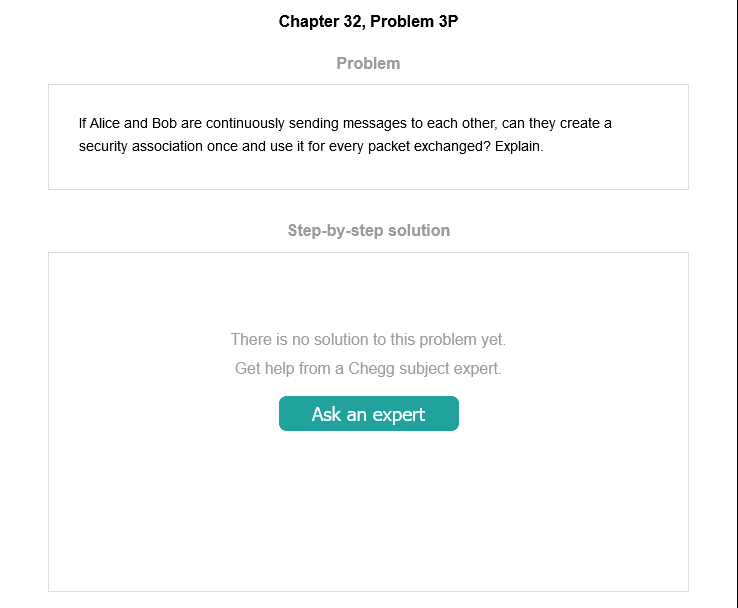 Chapter 32, Problem 3P
Problem
If Alice and Bob are continuously sending messages to each other, can they create a
security association once and use it for every packet exchanged? Explain.
Step-by-step solution
There is no solution to this problem yet.
Get help from a Chegg subject expert.
Ask an expert